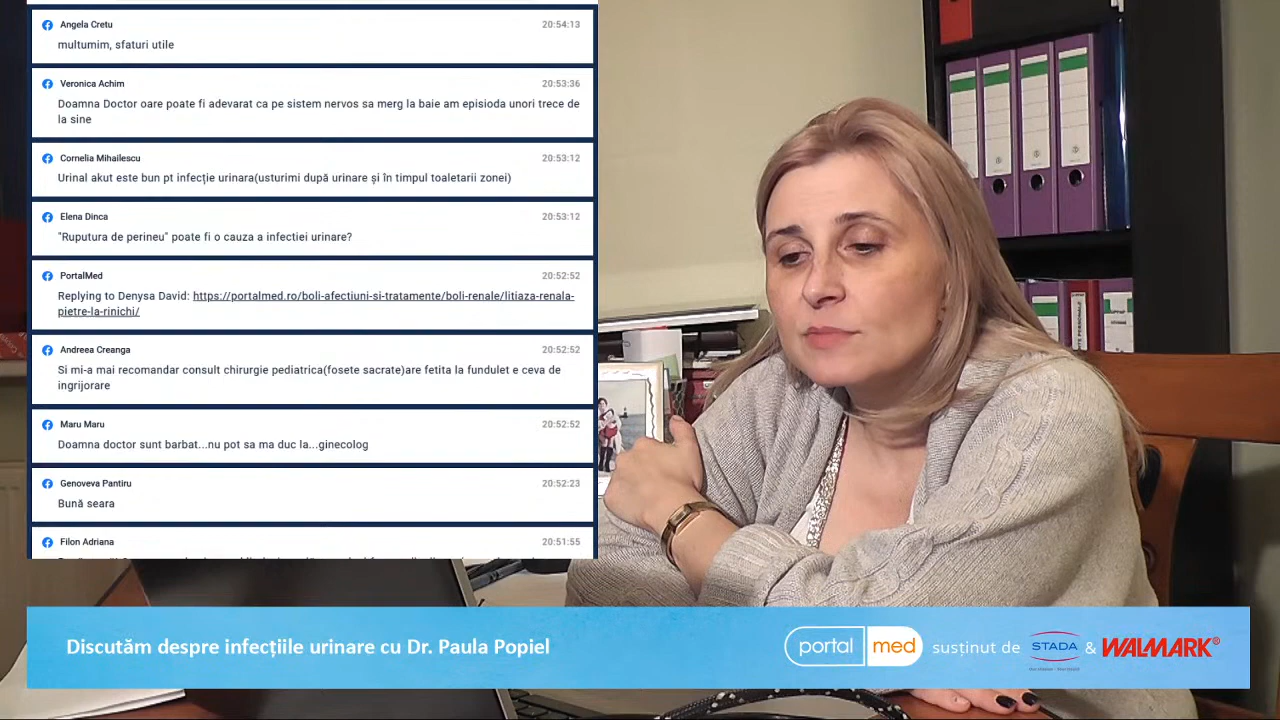 Angela Cretu
20:54:13
multumim, sfaturi utile
Veronica Achim
20:53:36
Doamna Doctor oare poate fi adevarat ca pe sistem nervos sa merg la baie am episioda unori trece de
la sine
Cornelia Mihailescu
20:53:12
Urinal akut este bun pt infecție urinara(usturimi după urinare și în timpul toaletarii zonei)
Elena Dinca
20:53:12
"Ruputura de perineu" poate fi o cauza a infectiei urinare?
PortalMed
20:52:52
Replying to Denysa David: https://portalmed.ro/boli-afectiuni-si-tratamente/boli-renale/litiaza-renala-
pietre-la-rinichi/
Andreea Creanga
20:52:52
Si mi-a mai recomandar consult chirurgie pediatrica(fosete sacrate)are fetita la fundulet e ceva de
ingrijorare
Maru Maru
20:52:52
Doamna doctor sunt barbat...nu pot sa ma duc la...ginecolog
Genoveva Pantiru
20:52:23
Bună seara
Filon Adriana
20:51:55
Discutăm despre infecțiile urinare cu Dr. Paula Popiel
portal med susținut de STADA & WALMARK®